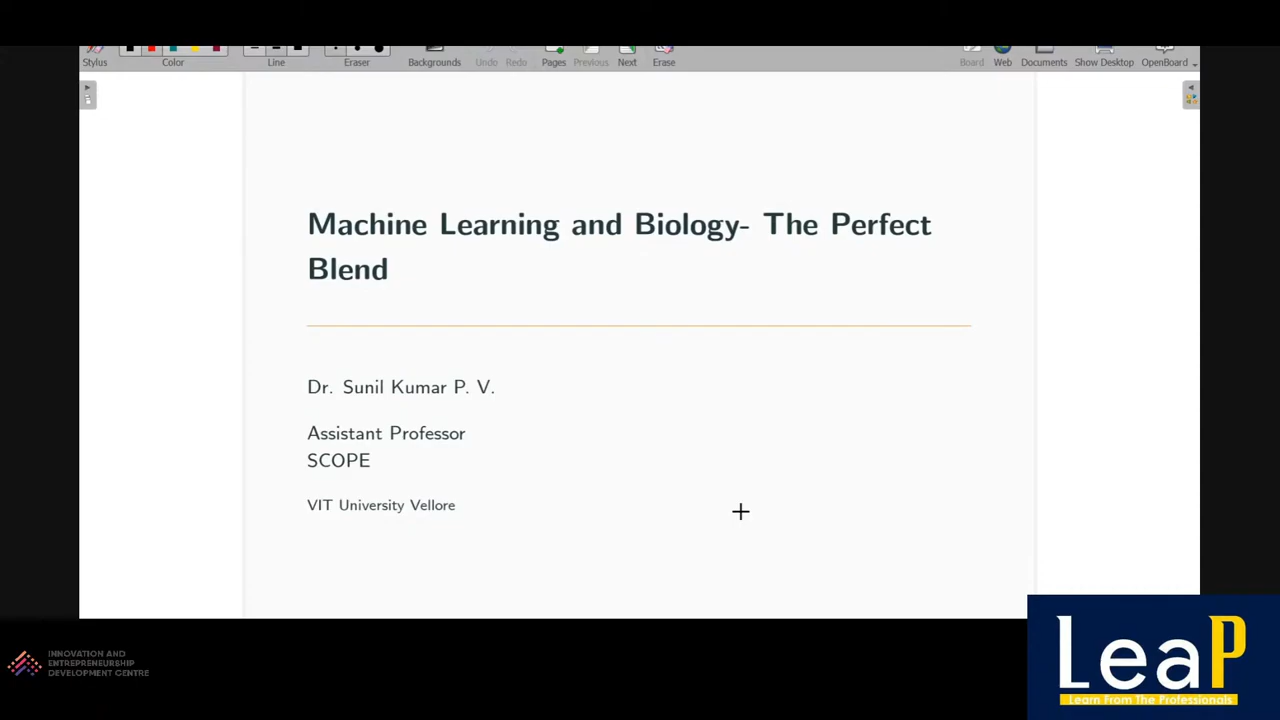 Stylus
Color
Line
Eraser
Backgrounds
Undo
Redo
Pages
Previous
Next
Erase
Board
Web
Documents
Show Desktop
OpenBoard
Machine Learning and Biology- The Perfect
Blend
Dr. Sunil Kumar P. V.
Assistant Professor
SCOPE
VIT University Vellore
INNOVATION AND
ENTREPRENEURSHIP
DEVELOPMENT CENTRE
LeaP
Learn From The Professionals